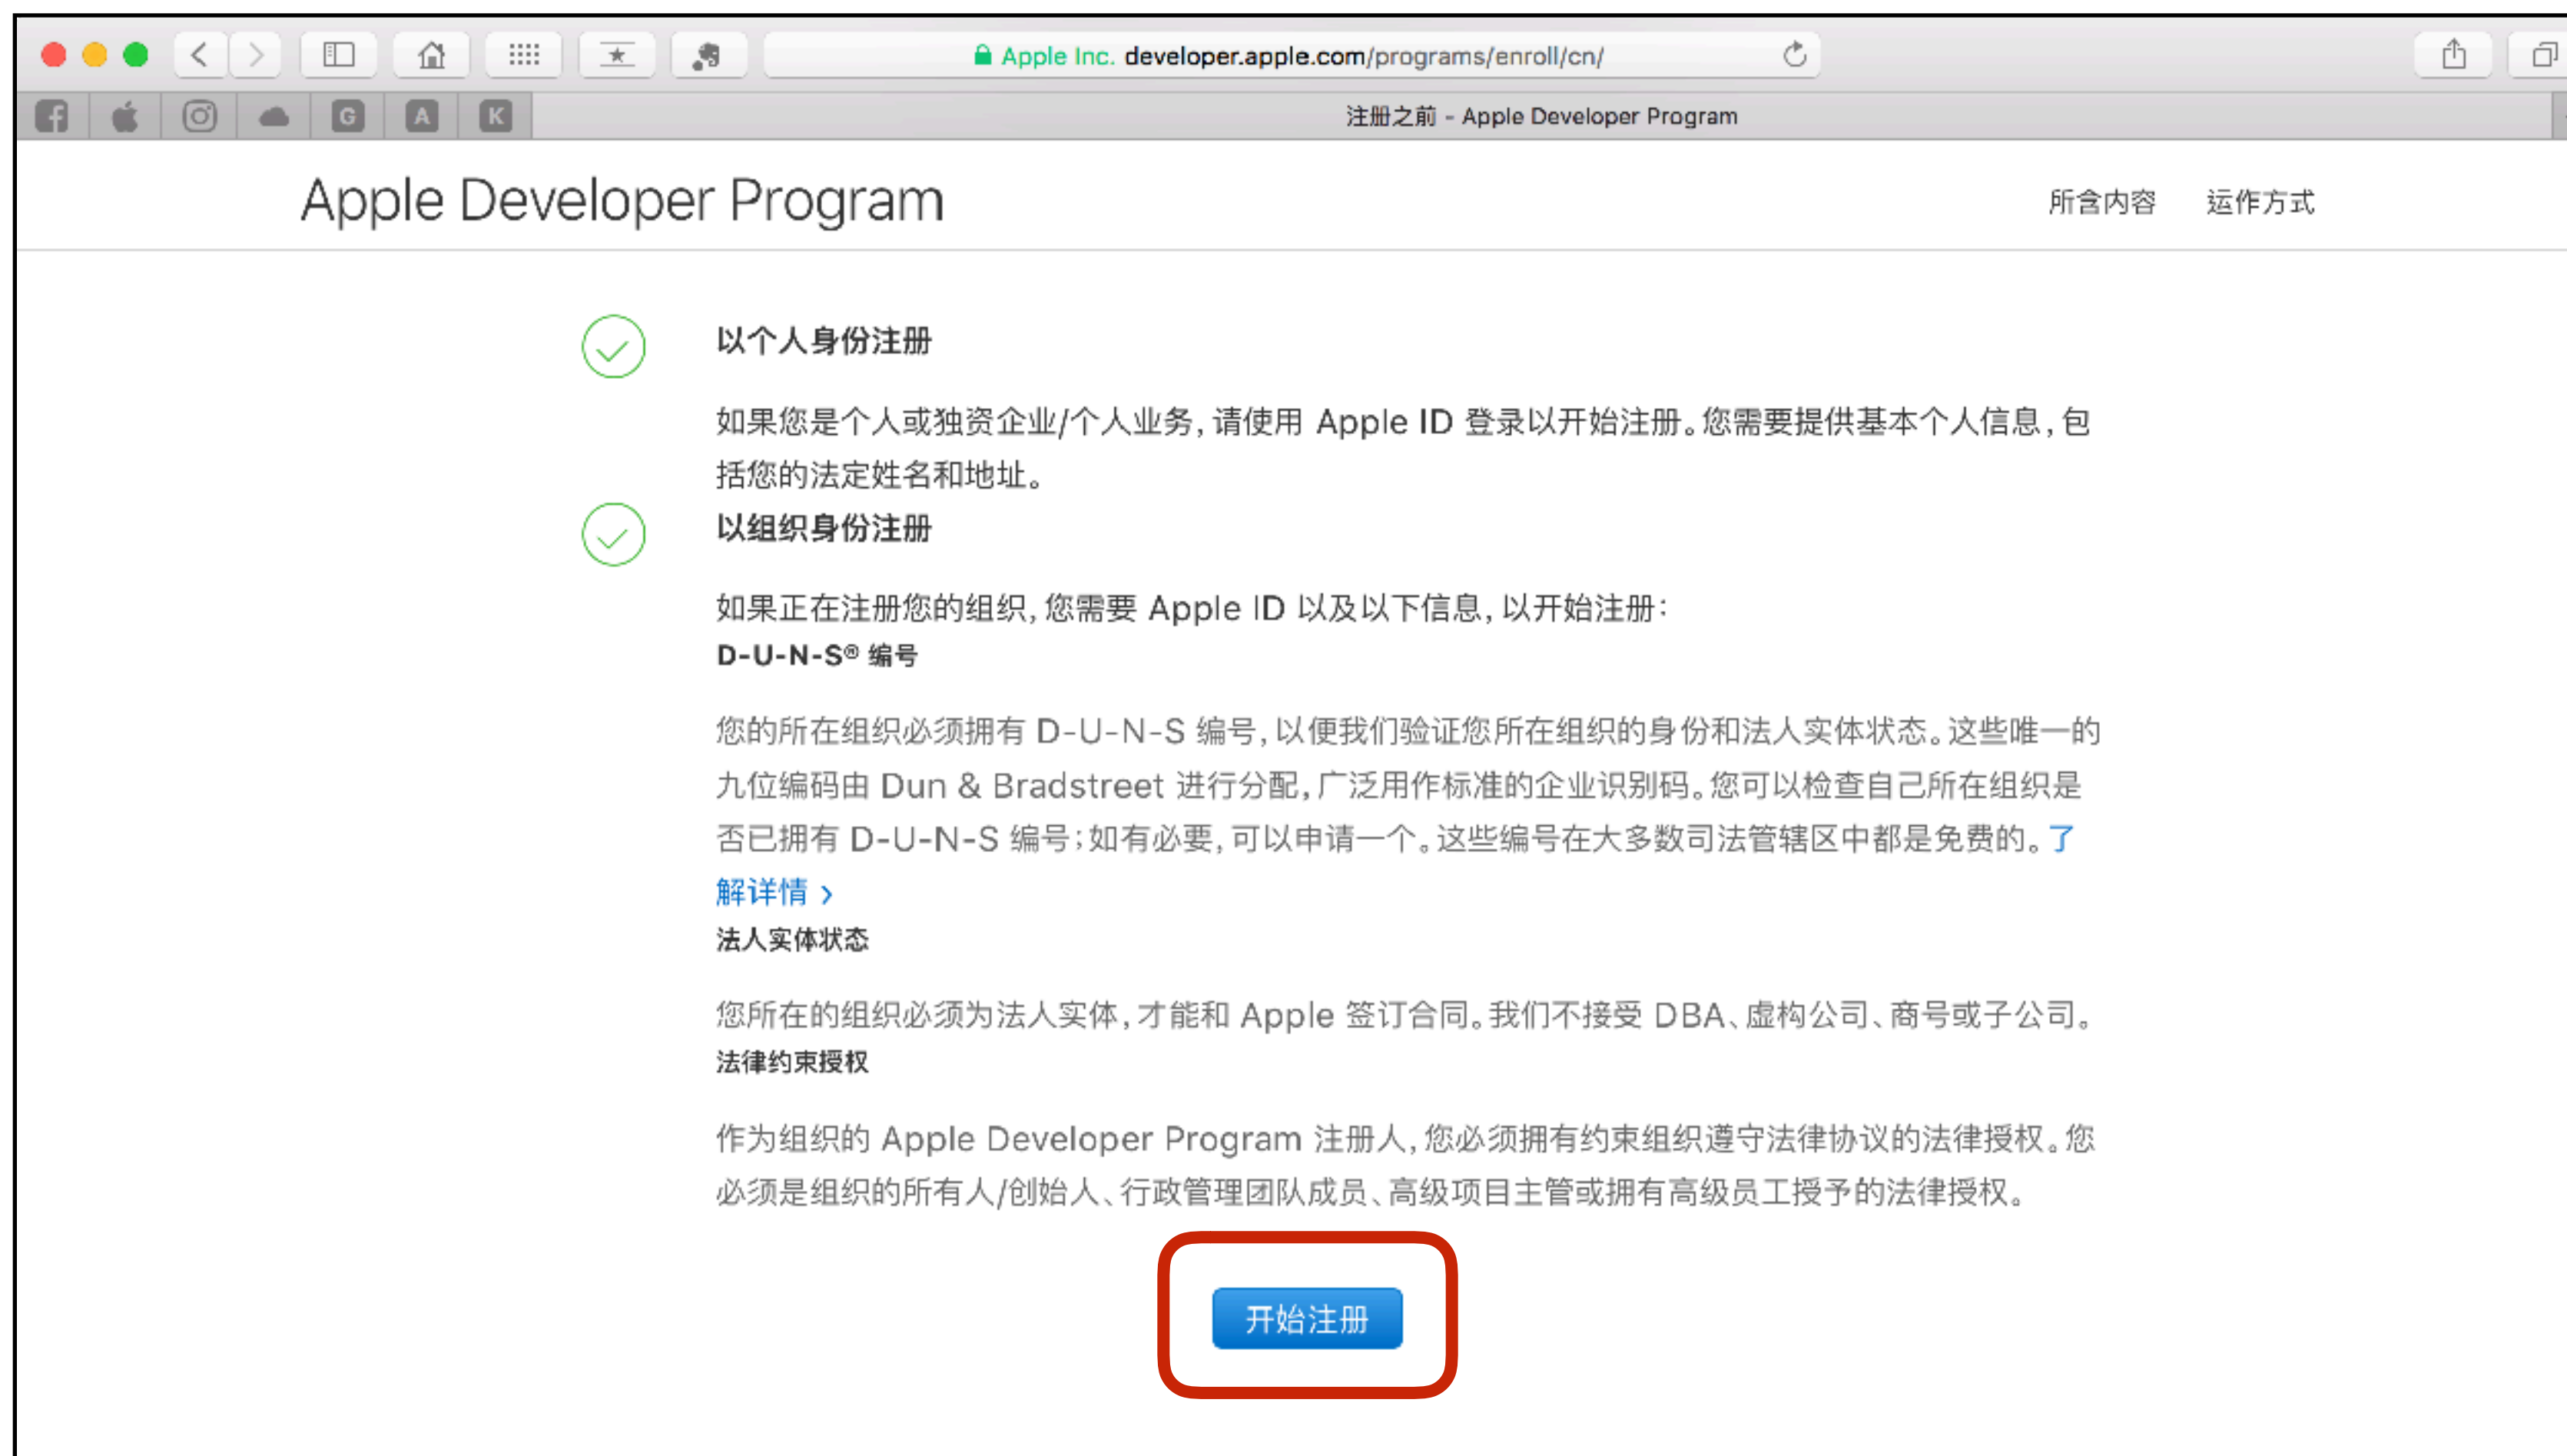 Apple Inc. developer.apple.com/programs/enroll/cn/
G A K
注册之前 - Apple Developer Program
Apple Developer Program
所含内容 运作方式
以个人身份注册
如果您是个人或独资企业/个人业务,请使用 Apple ID 登录以开始注册。您需要提供基本个人信息,包
括您的法定姓名和地址。
以组织身份注册
如果正在注册您的组织,您需要 Apple ID 以及以下信息,以开始注册:
D-U-N-S® 编号
您的所在组织必须拥有 D-U-N-S 编号,以便我们验证您所在组织的身份和法人实体状态。这些唯一的
九位编码由 Dun & Bradstreet 进行分配,广泛用作标准的企业识别码。您可以检查自己所在组织是
否已拥有 D-U-N-S 编号;如有必要,可以申请一个。这些编号在大多数司法管辖区中都是免费的。了
解详情 ›
法人实体状态
您所在的组织必须为法人实体,才能和 Apple 签订合同。我们不接受 DBA、虚构公司、商号或子公司。
法律约束授权
作为组织的 Apple Developer Program 注册人,您必须拥有约束组织遵守法律协议的法律授权。您
必须是组织的所有人/创始人、行政管理团队成员、高级项目主管或拥有高级员工授予的法律授权。
开始注册